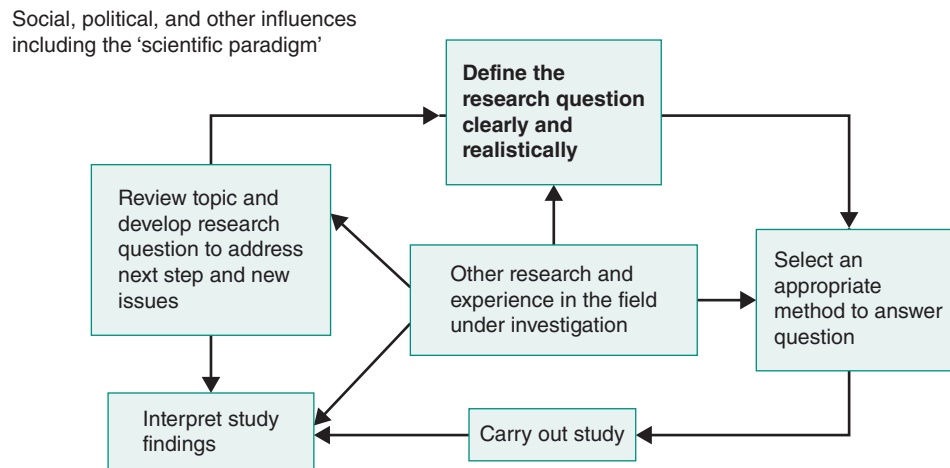 Social, political, and other influences
including the ‘scientific paradigm’
Define the
research question
clearly and
realistically
Review topic and
develop research
question to address
next step and new
issues
Other research and
experience in the field
under investigation
Select an
appropriate
method to answer
question
Interpret study
findings
Carry out study